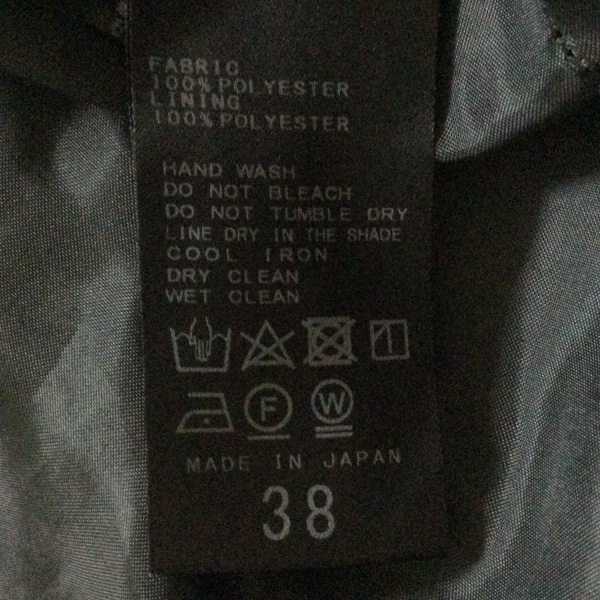 FABRIC
100% POLYESTER
LINING
100% POLYESTER
HAND WASH
DO NOT BLEACH
DO NOT TUMBLE DRY
LINE DRY IN THE SHADE
COOL IRON
DRY CLEAN
WET CLEAN
F W
MADE IN JAPAN
38